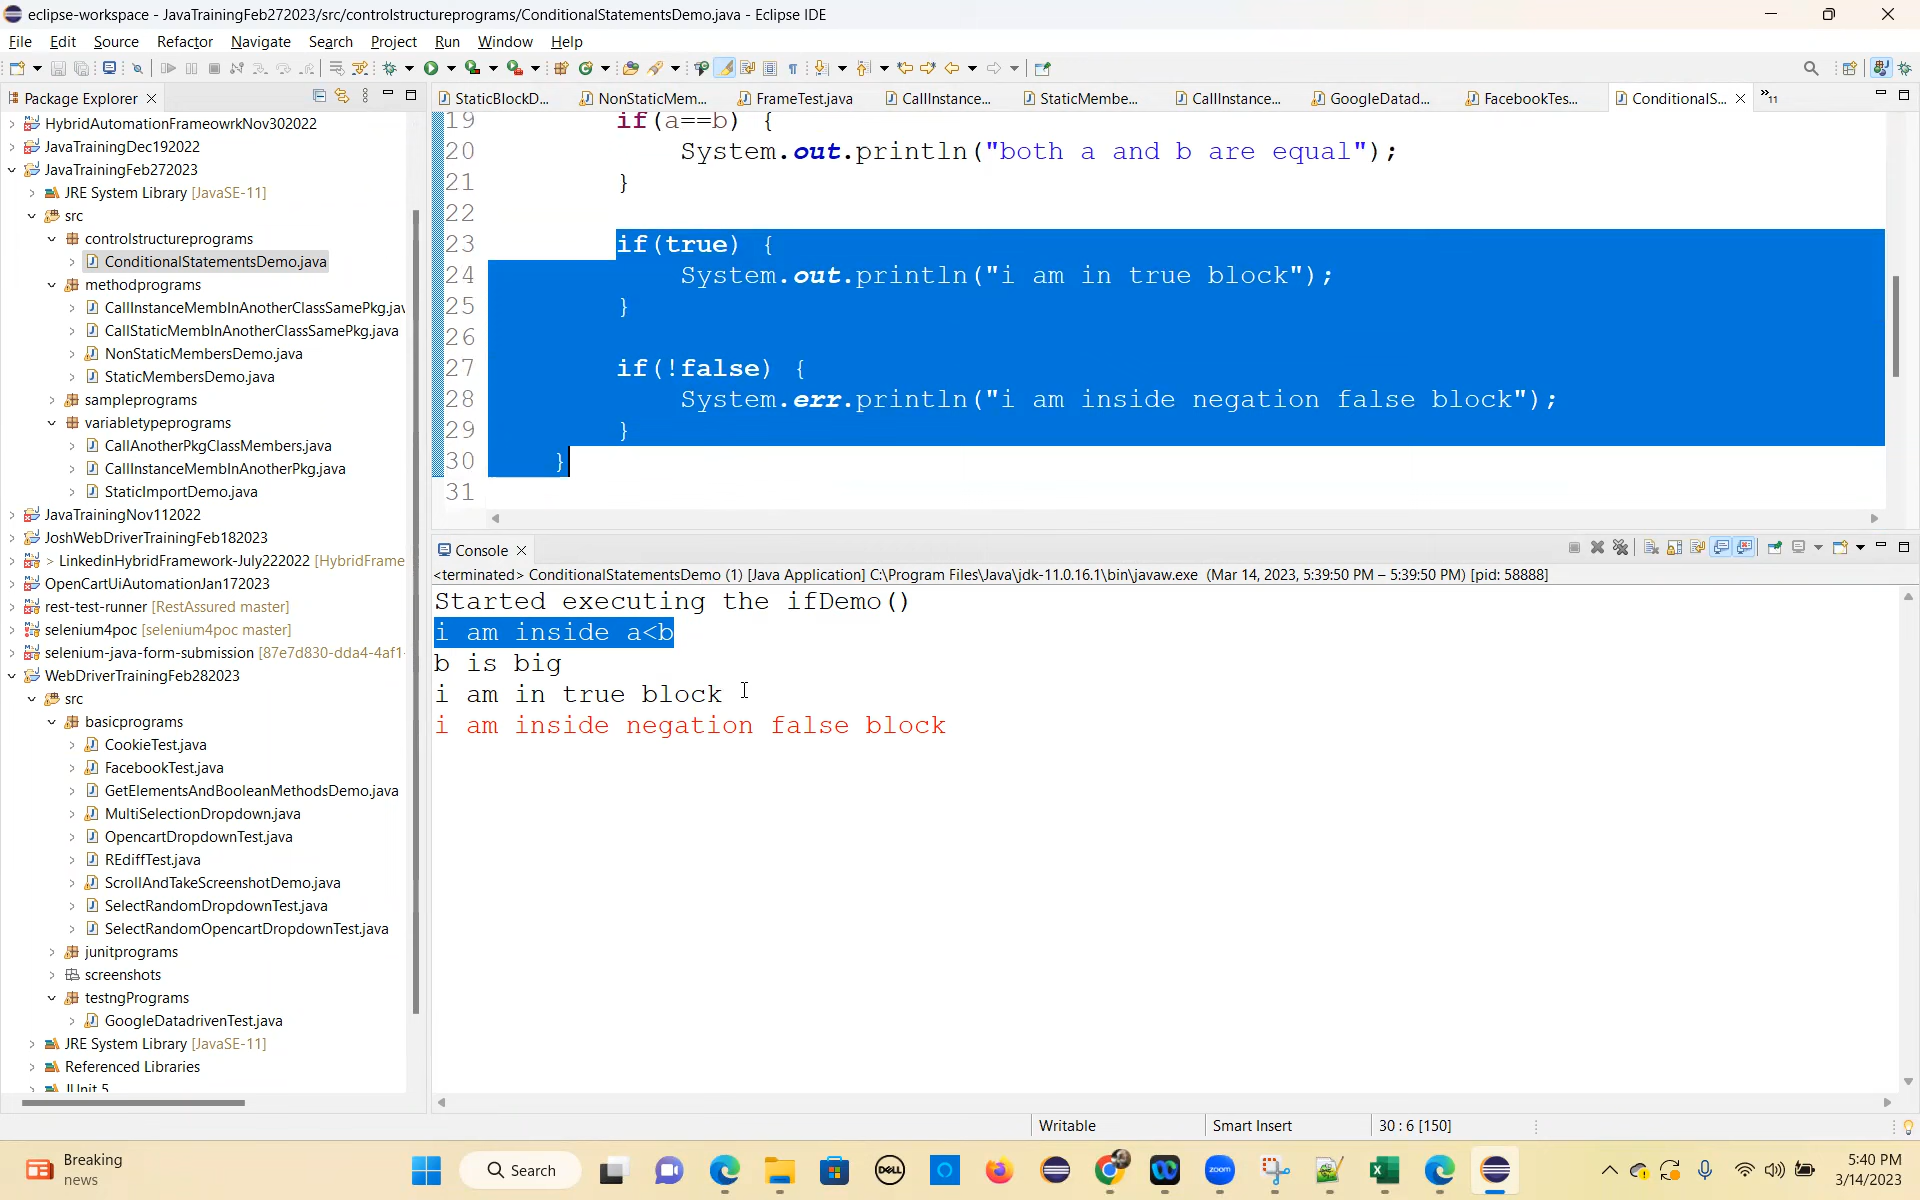 eclipse-workspace - JavaTrainingFeb272023/src/controlstructureprograms/ConditionalStatementsDemo.java - Eclipse IDE
File Edit Source Refactor Navigate Search Project Run Window Help
Package Explorer
StaticBlockD... NonStaticMem... FrameTest.java CallInstance... StaticMembe... CallInstance... GoogleDatad... FacebookTes... ConditionalS... »11
HybridAutomationFrameowrkNov302022
JavaTrainingDec192022
JavaTrainingFeb272023
JRE System Library [JavaSE-11]
src
controlstructureprograms
ConditionalStatementsDemo.java
methodprograms
CallInstanceMembInAnotherClassSamePkg.jav
CallStaticMembInAnotherClassSamePkg.java
NonStaticMembersDemo.java
StaticMembersDemo.java
sampleprograms
variabletypeprograms
CallAnotherPkgClassMembers.java
CallInstanceMembInAnotherPkg.java
StaticImportDemo.java
JavaTrainingNov112022
JoshWebDriverTrainingFeb182023
> LinkedinHybridFramework-July222022 [HybridFrame
OpenCartUiAutomationJan172023
rest-test-runner [RestAssured master]
selenium4poc [selenium4poc master]
selenium-java-form-submission [87e7d830-dda4-4af1-
WebDriverTrainingFeb282023
src
basicprograms
CookieTest.java
FacebookTest.java
GetElementsAndBooleanMethodsDemo.java
MultiSelectionDropdown.java
OpencartDropdownTest.java
REdiffTest.java
ScrollAndTakeScreenshotDemo.java
SelectRandomDropdownTest.java
SelectRandomOpencartDropdownTest.java
junitprograms
screenshots
testngPrograms
GoogleDatadrivenTest.java
JRE System Library [JavaSE-11]
Referenced Libraries
JUnit 5
19 if(a==b) {
20 System.out.println("both a and b are equal");
21 }
22
23 if(true) {
24 System.out.println("i am in true block");
25 }
26
27 if(!false) {
28 System.err.println("i am inside negation false block");
29 }
30 }
31
Console
<terminated> ConditionalStatementsDemo (1) [Java Application] C:\Program Files\Java\jdk-11.0.16.1\bin\javaw.exe (Mar 14, 2023, 5:39:50 PM – 5:39:50 PM) [pid: 58888]
Started executing the ifDemo()
i am inside a<b
b is big
i am in true block
i am inside negation false block
Writable Smart Insert 30 : 6 [150]
Breaking
news
Search
DELL
zoom
5:40 PM
3/14/2023